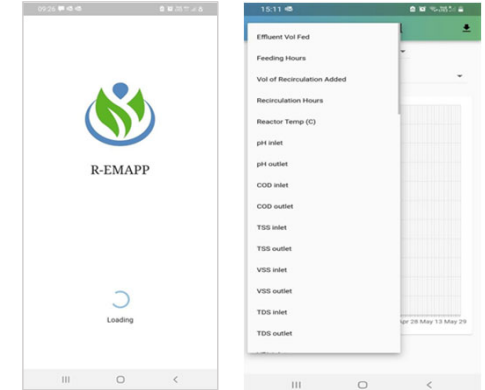 09:26
R-EMAPP
Loading
15:11
Effluent Vol Fed
Feeding Hours
Vol of Recirculation Added
Recirculation Hours
Reactor Temp (C)
pH inlet
pH outlet
COD inlet
COD outlet
TSS inlet
TSS outlet
VSS inlet
VSS outlet
TDS inlet
TDS outlet
Apr 28 May 13 May 29